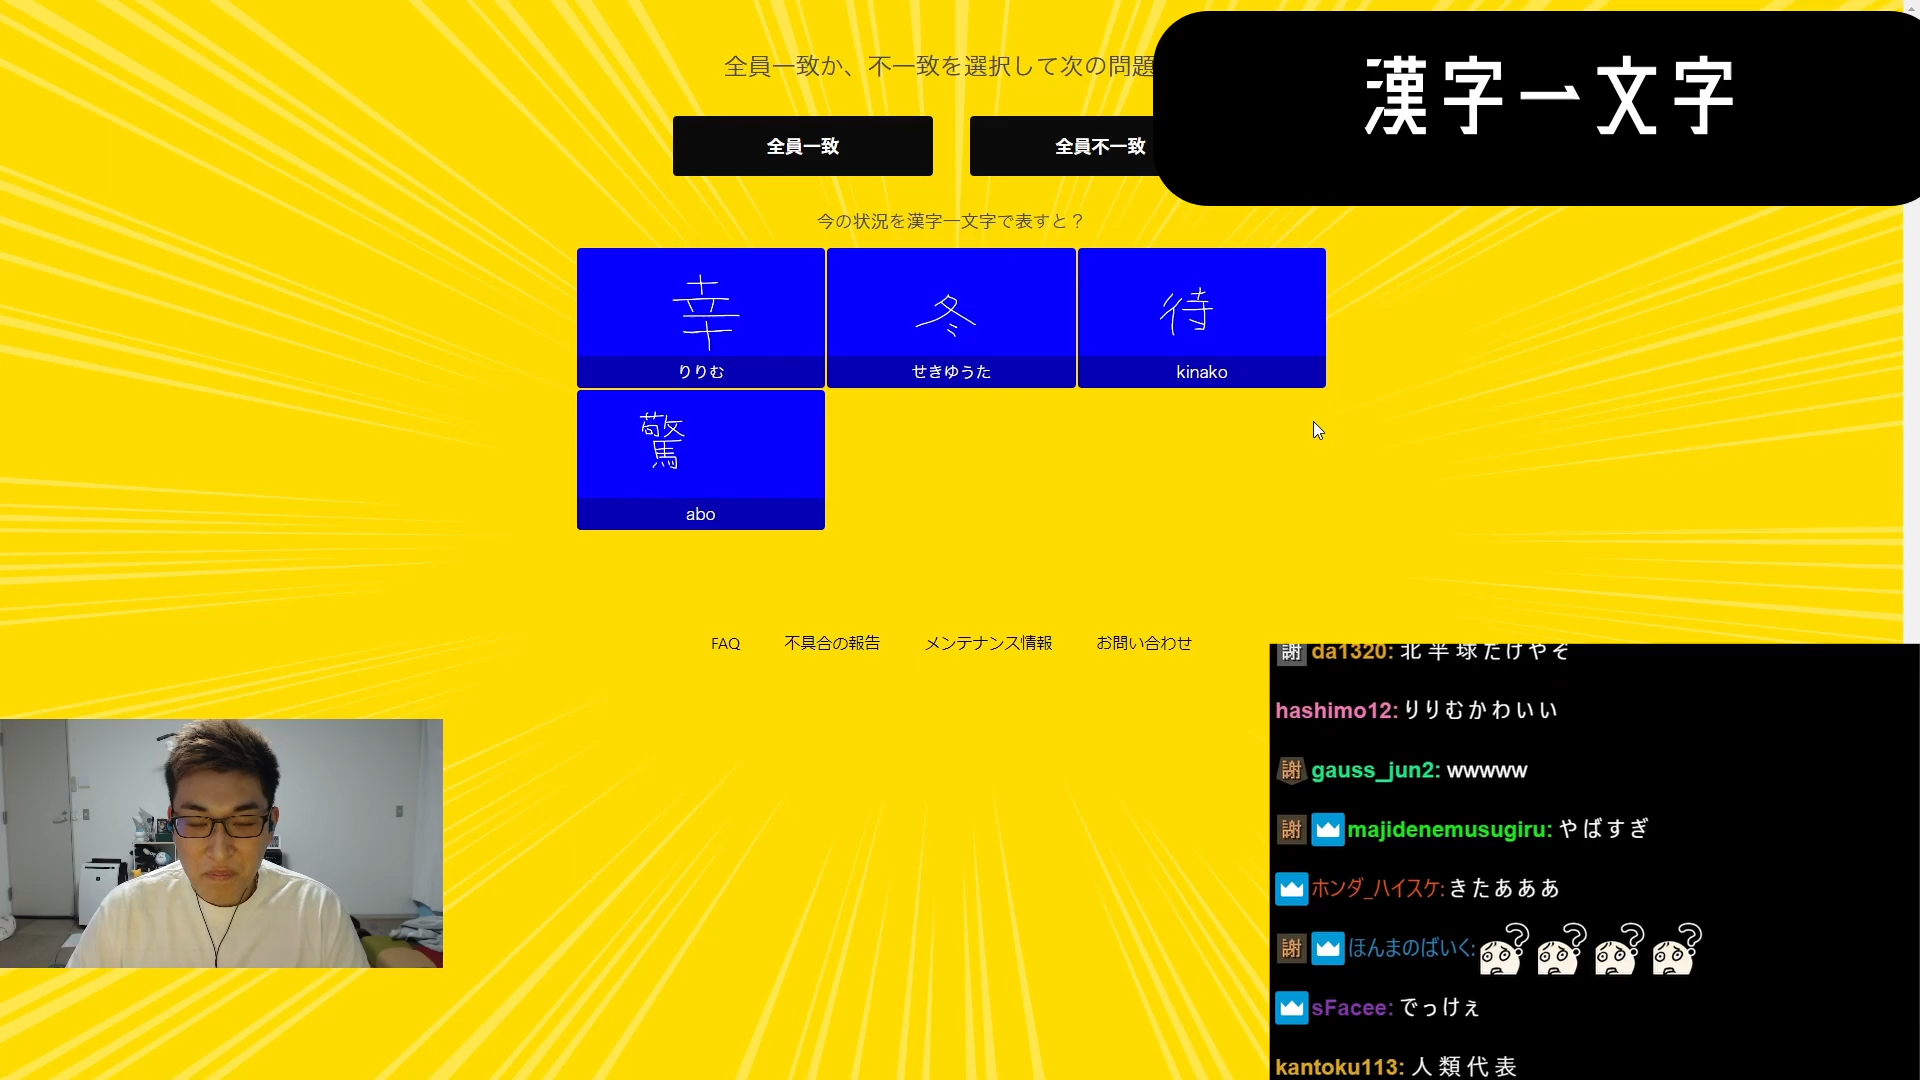 全員一致か、不一致を選択して次の問題
漢字一文字
全員一致
全員不一致
今の状況を漢字一文字で表すと？
幸
冬
待
りりむ
せきゆうた
kinako
驚
abo
FAQ
不具合の報告
メンテナンス情報
お問い合わせ
謝 da1320: 北半球だけやぞ
hashimo12: りりむかわいい
謝 gauss_jun2: wwwww
謝 majidenemusugiru: やばすぎ
ホンダ_ハイスケ: きたあああ
謝 ほんまのばいく:
sFacee: でっけぇ
kantoku113: 人類代表